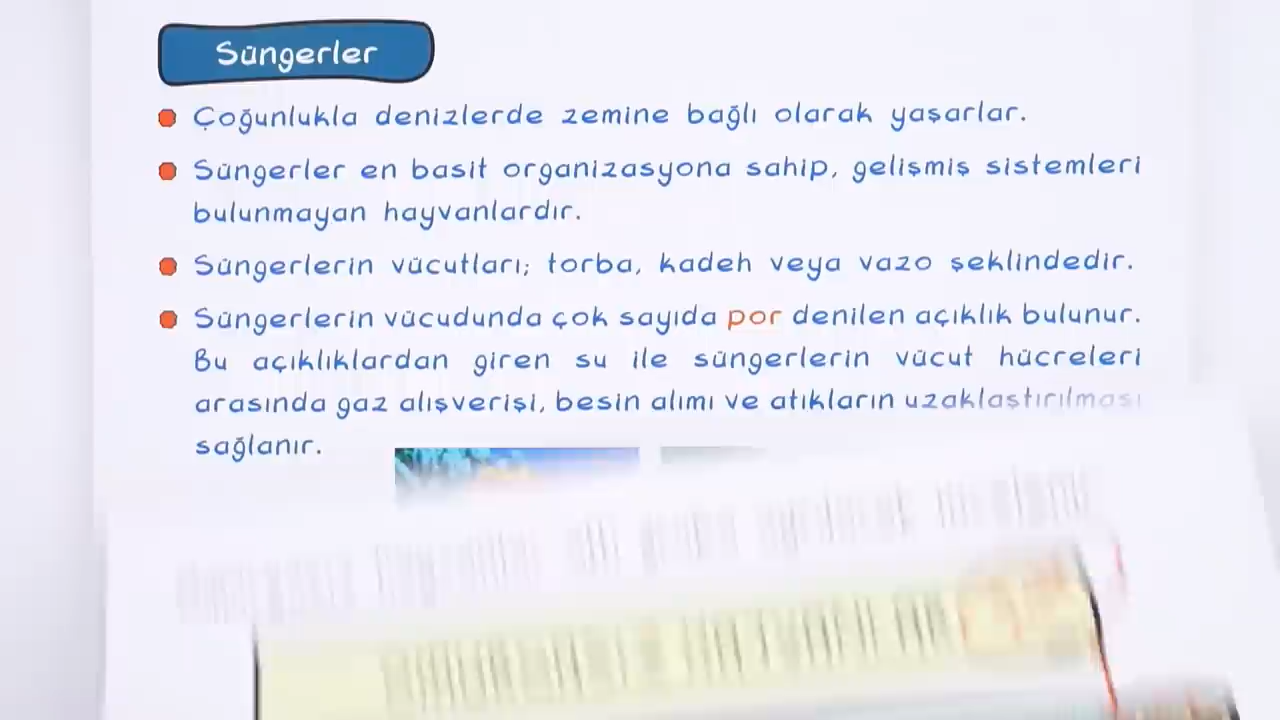 Süngerler
Çoğunlukla denizlerde zemine bağlı olarak yaşarlar.
Süngerler en basit organizasyona sahip, gelişmiş sistemleri
bulunmayan hayvanlardır.
Süngerlerin vücutları; torba, kadeh veya vazo şeklindedir.
Süngerlerin vücudunda çok sayıda por denilen açıklık bulunur.
Bu açıklıklardan giren su ile süngerlerin vücut hücreleri
arasında gaz alışverişi, besin alımı ve atıkların uzaklaştırılması
sağlanır.